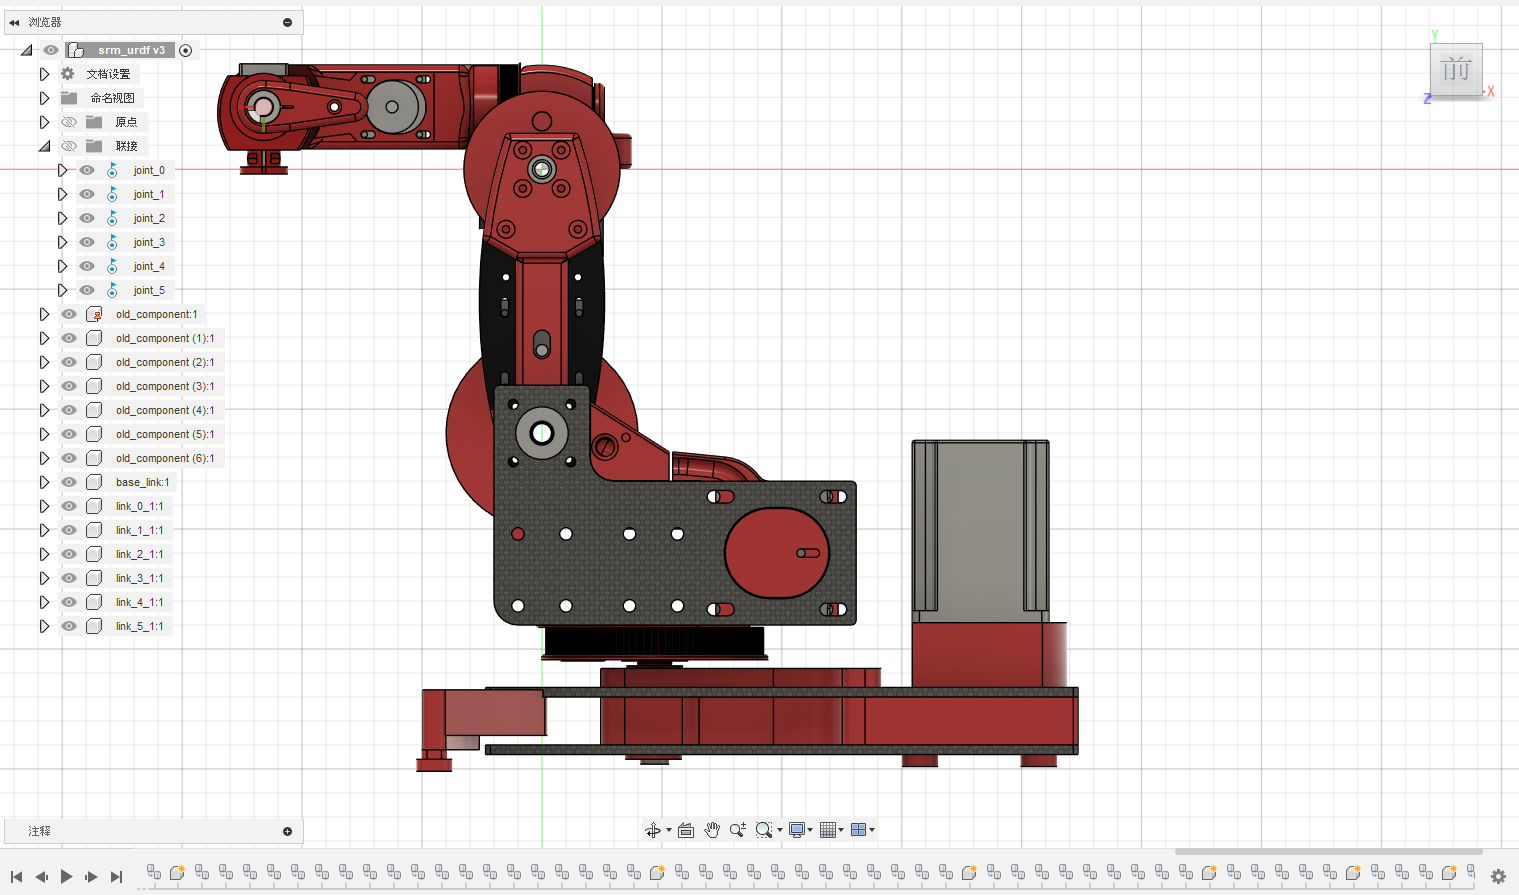 浏览器
srm_urdf v3
文档设置
命名视图
原点
联接
joint_0
joint_1
joint_2
joint_3
joint_4
joint_5
old_component:1
old_component (1):1
old_component (2):1
old_component (3):1
old_component (4):1
old_component (5):1
old_component (6):1
base_link:1
link_0_1:1
link_1_1:1
link_2_1:1
link_3_1:1
link_4_1:1
link_5_1:1
Y
前
X
Z
注释